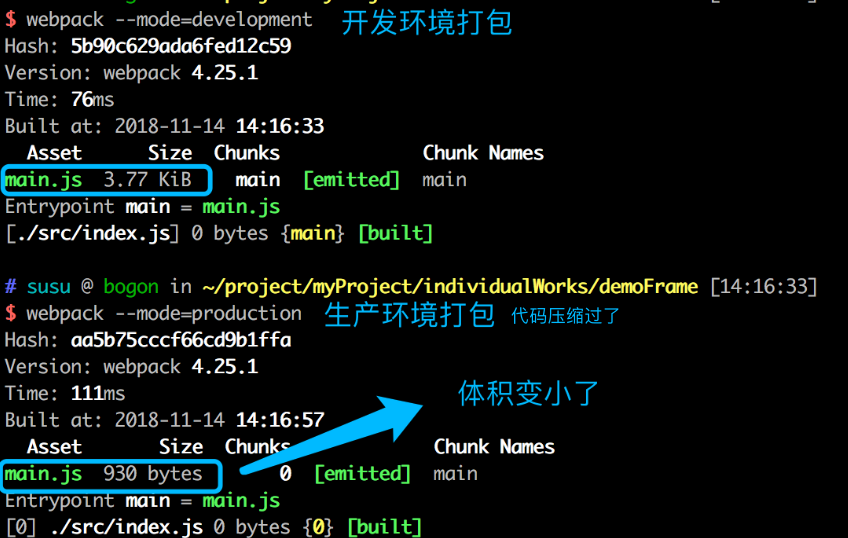 $ webpack --mode=development 开发环境打包
Hash: 5b90c629ada6fed12c59
Version: webpack 4.25.1
Time: 76ms
Built at: 2018-11-14 14:16:33
Asset Size Chunks Chunk Names
main.js 3.77 KiB main [emitted] main
Entrypoint main = main.js
[./src/index.js] 0 bytes {main} [built]
# susu @ bogon in ~/project/myProject/individualWorks/demoFrame [14:16:33]
$ webpack --mode=production 生产环境打包 代码压缩过了
Hash: aa5b75cccf66cd9b1ffa
Version: webpack 4.25.1
Time: 111ms
体积变小了
Built at: 2018-11-14 14:16:57
Asset Size Chunks Chunk Names
main.js 930 bytes 0 [emitted] main
Entrypoint main = main.js
[0] ./src/index.js 0 bytes {0} [built]